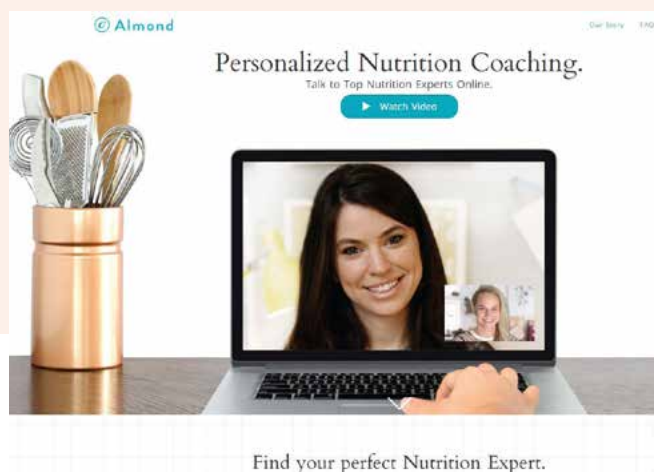 Almond
Our Story FAQ
Personalized Nutrition Coaching.
Talk to Top Nutrition Experts Online.
Watch Video
Find your perfect Nutrition Expert.